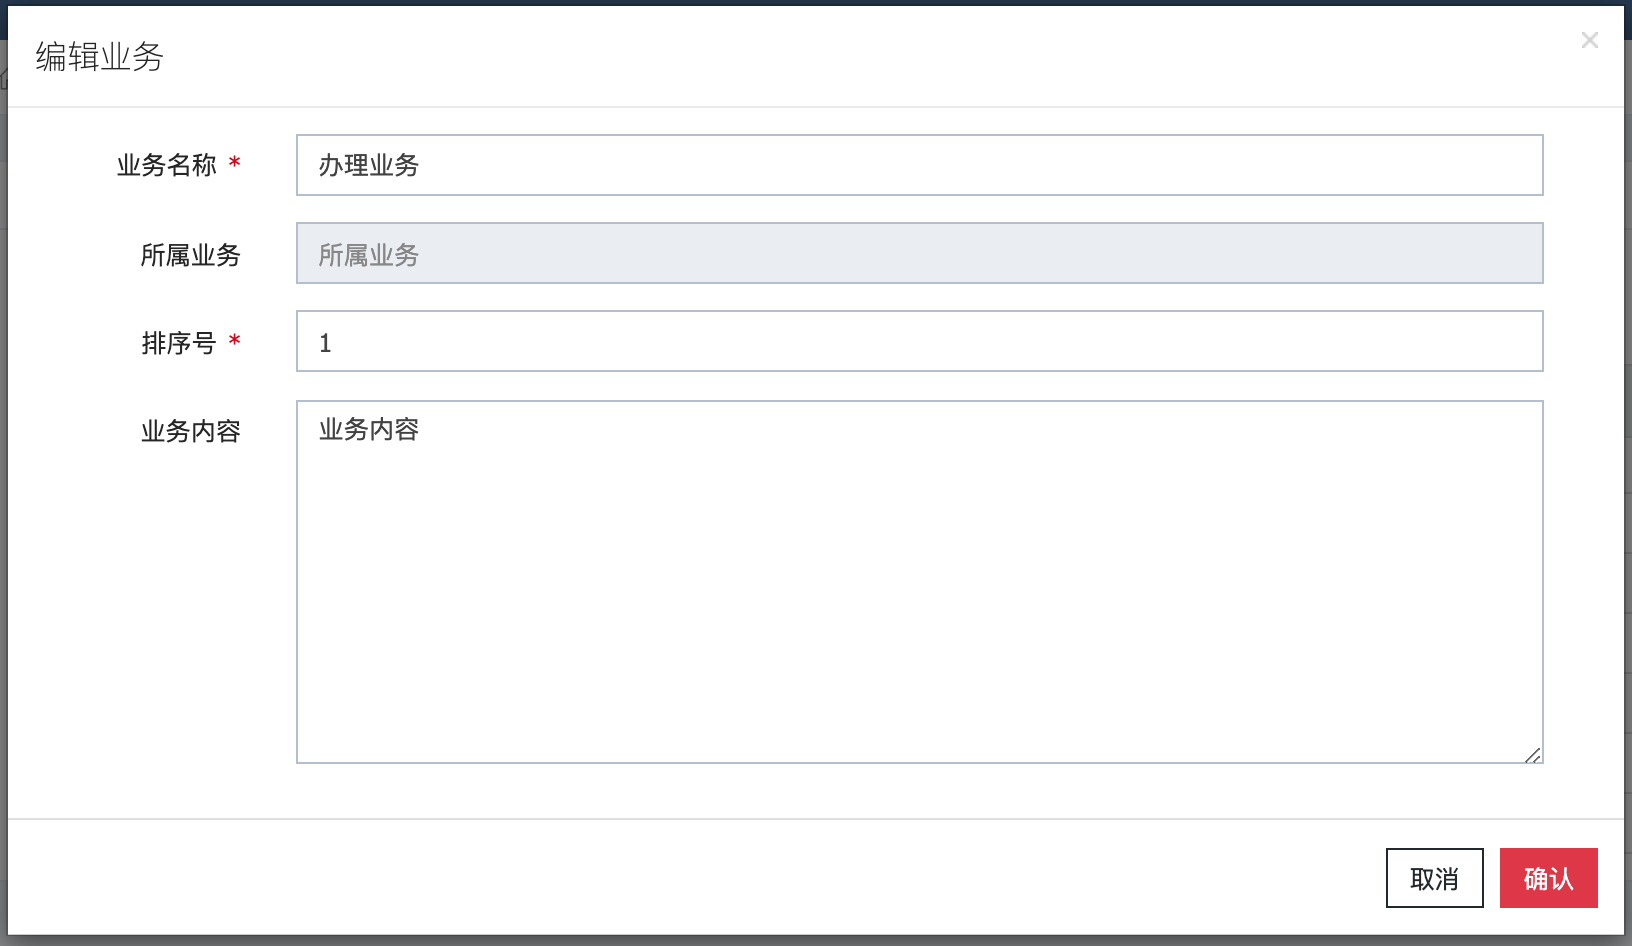 编辑业务
×
业务名称 * 办理业务
所属业务 所属业务
排序号 * 1
业务内容 业务内容
取消 确认